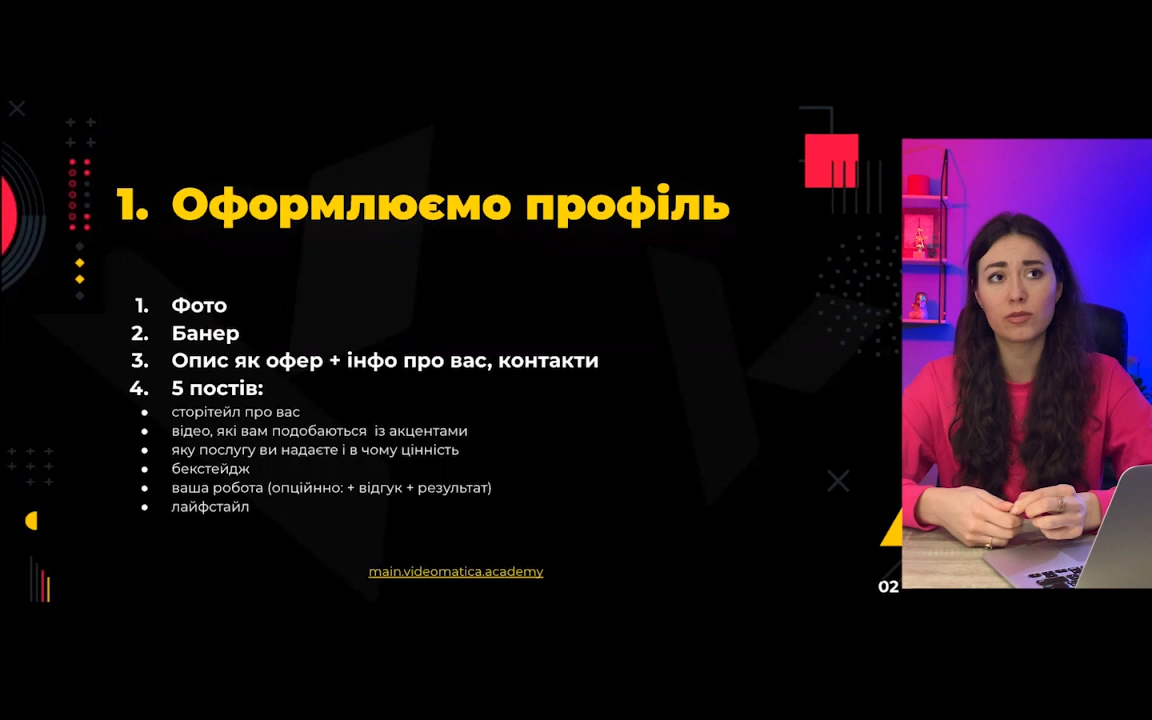 1. Оформлюємо профіль
1. Фото
2. Банер
3. Опис як офер + інфо про вас, контакти
4. 5 постів:
● сторітейл про вас
● відео, які вам подобаються із акцентами
● яку послугу ви надаєте і в чому цінність
● бекстейдж
● ваша робота (опційнно: + відгук + результат)
● лайфстайл
main.videomatica.academy
02